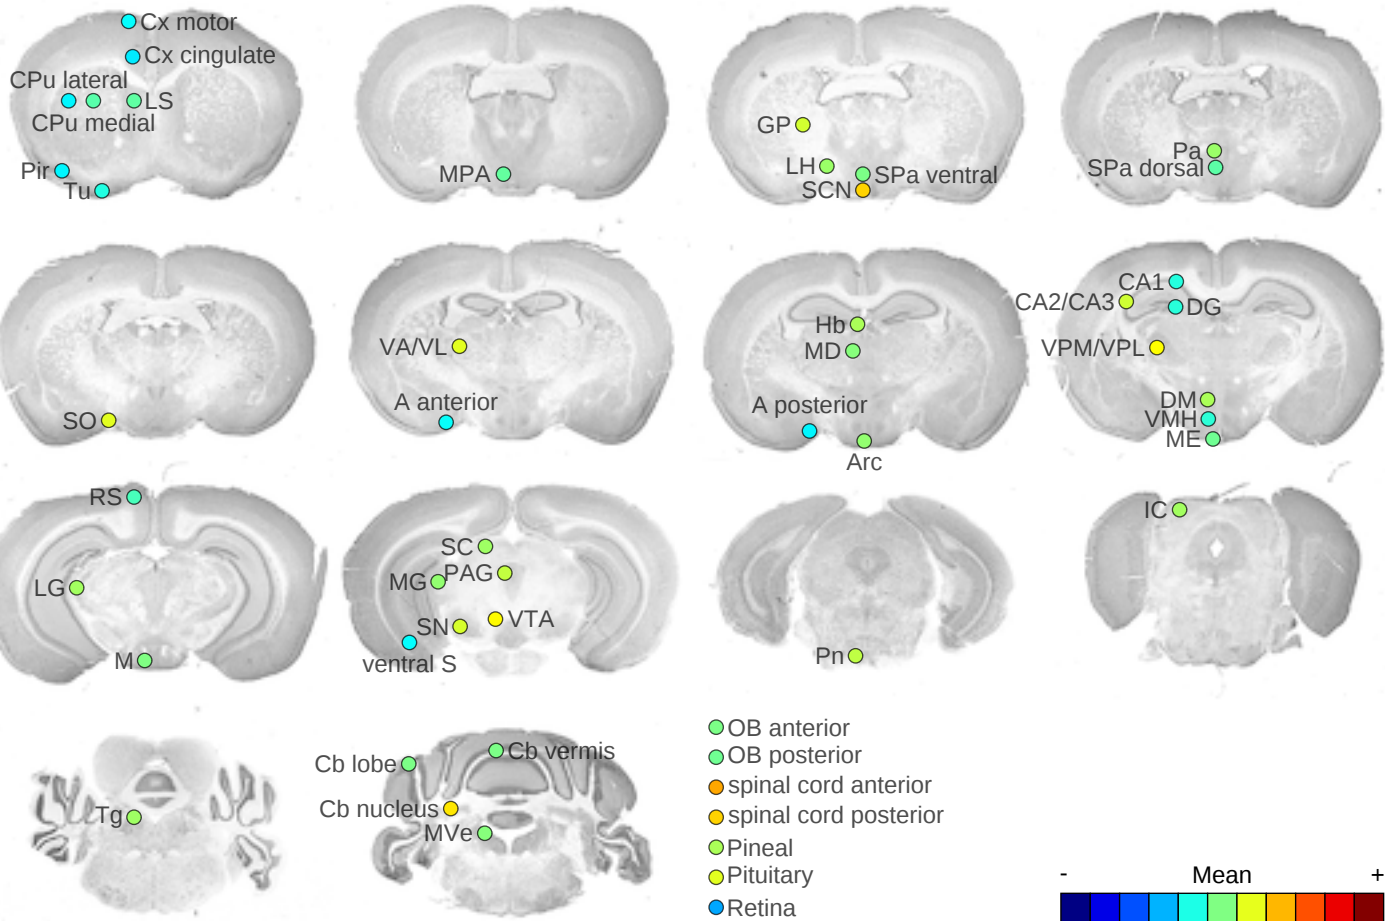 Cx motor
Cx cingulate
CPu lateral
LS
CPu medial
Pir
Tu
MPA
GP
LH
SPa ventral
SCN
Pa
SPa dorsal
SO
VA/VL
A anterior
Hb
MD
A posterior
Arc
CA1
CA2/CA3
DG
VPM/VPL
DM
VMH
ME
RS
LG
M
SC
MG
PAG
SN
VTA
ventral S
Pn
IC
Tg
Cb lobe
Cb vermis
Cb nucleus
MVe
OB anterior
OB posterior
spinal cord anterior
spinal cord posterior
Pineal
Pituitary
Retina
- Mean +